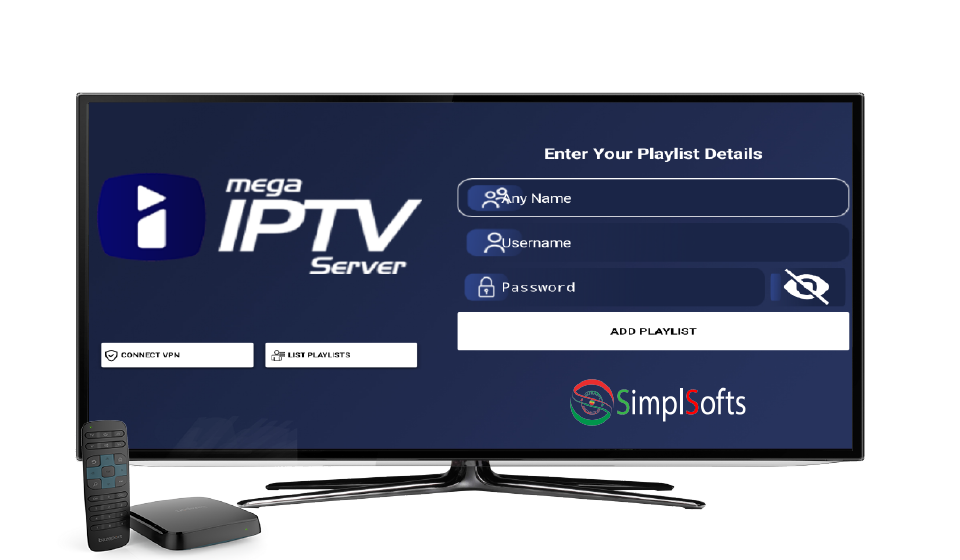 mega
IPTV
Server
CONNECT VPN
LIST PLAYLISTS
Enter Your Playlist Details
Any Name
Username
Password
ADD PLAYLIST
SimplSofts